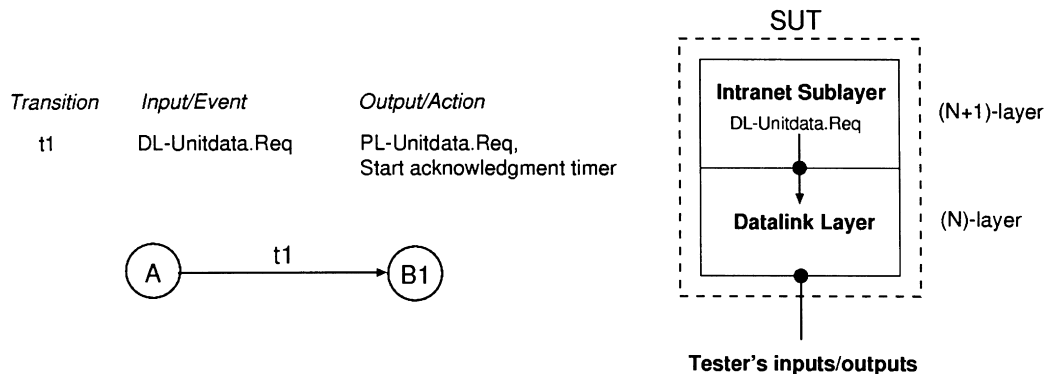 SUT
Transition Input/Event Output/Action
t1 DL-Unitdata.Req PL-Unitdata.Req,
Start acknowledgment timer
A t1 B1
Intranet Sublayer
DL-Unitdata.Req
(N+1)-layer
Datalink Layer
(N)-layer
Tester's inputs/outputs